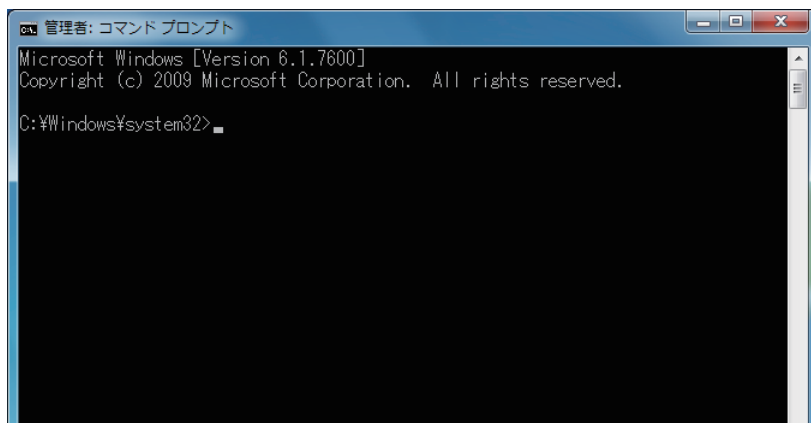 管理者: コマンド プロンプト
Microsoft Windows [Version 6.1.7600]
Copyright (c) 2009 Microsoft Corporation.  All rights reserved.
C:¥Windows¥system32>